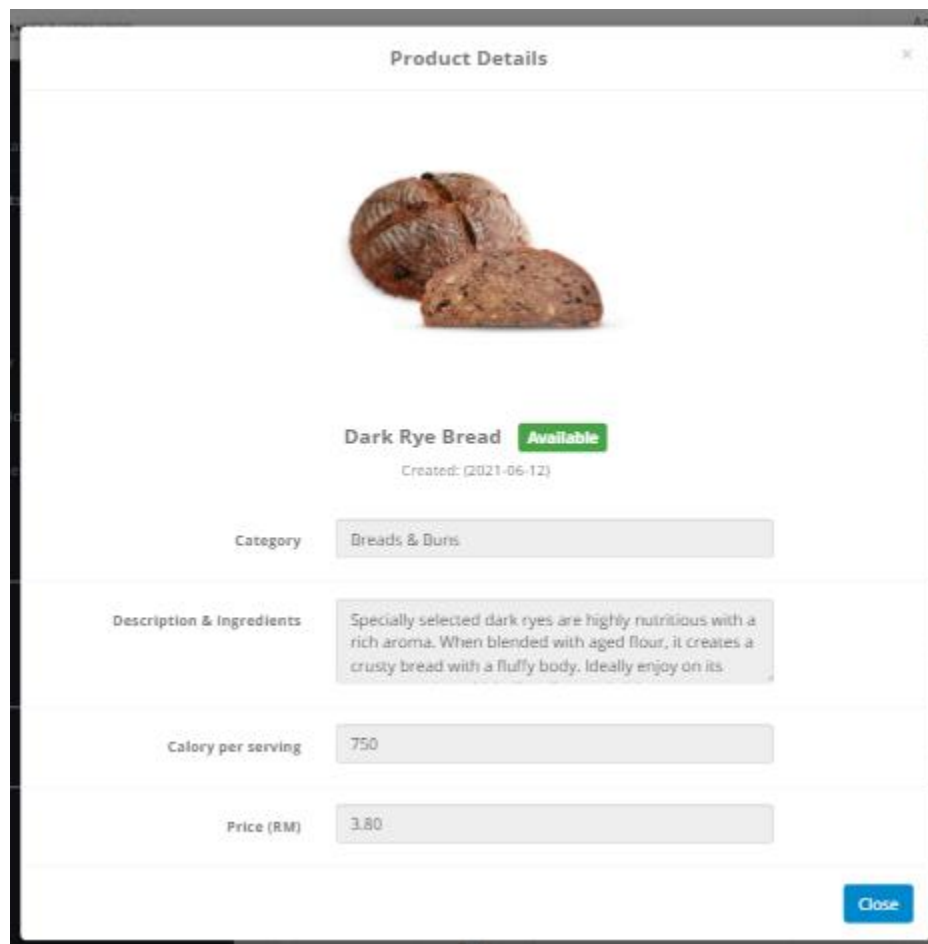 Product Details
×
Dark Rye Bread Available
Created: (2021-06-12)
Category Breads & Buns
Description & Ingredients
Specially selected dark ryes are highly nutritious with a
rich aroma. When blended with aged flour, it creates a
crusty bread with a fluffy body. Ideally enjoy on its
Calory per serving 750
Price (RM) 3.80
Close